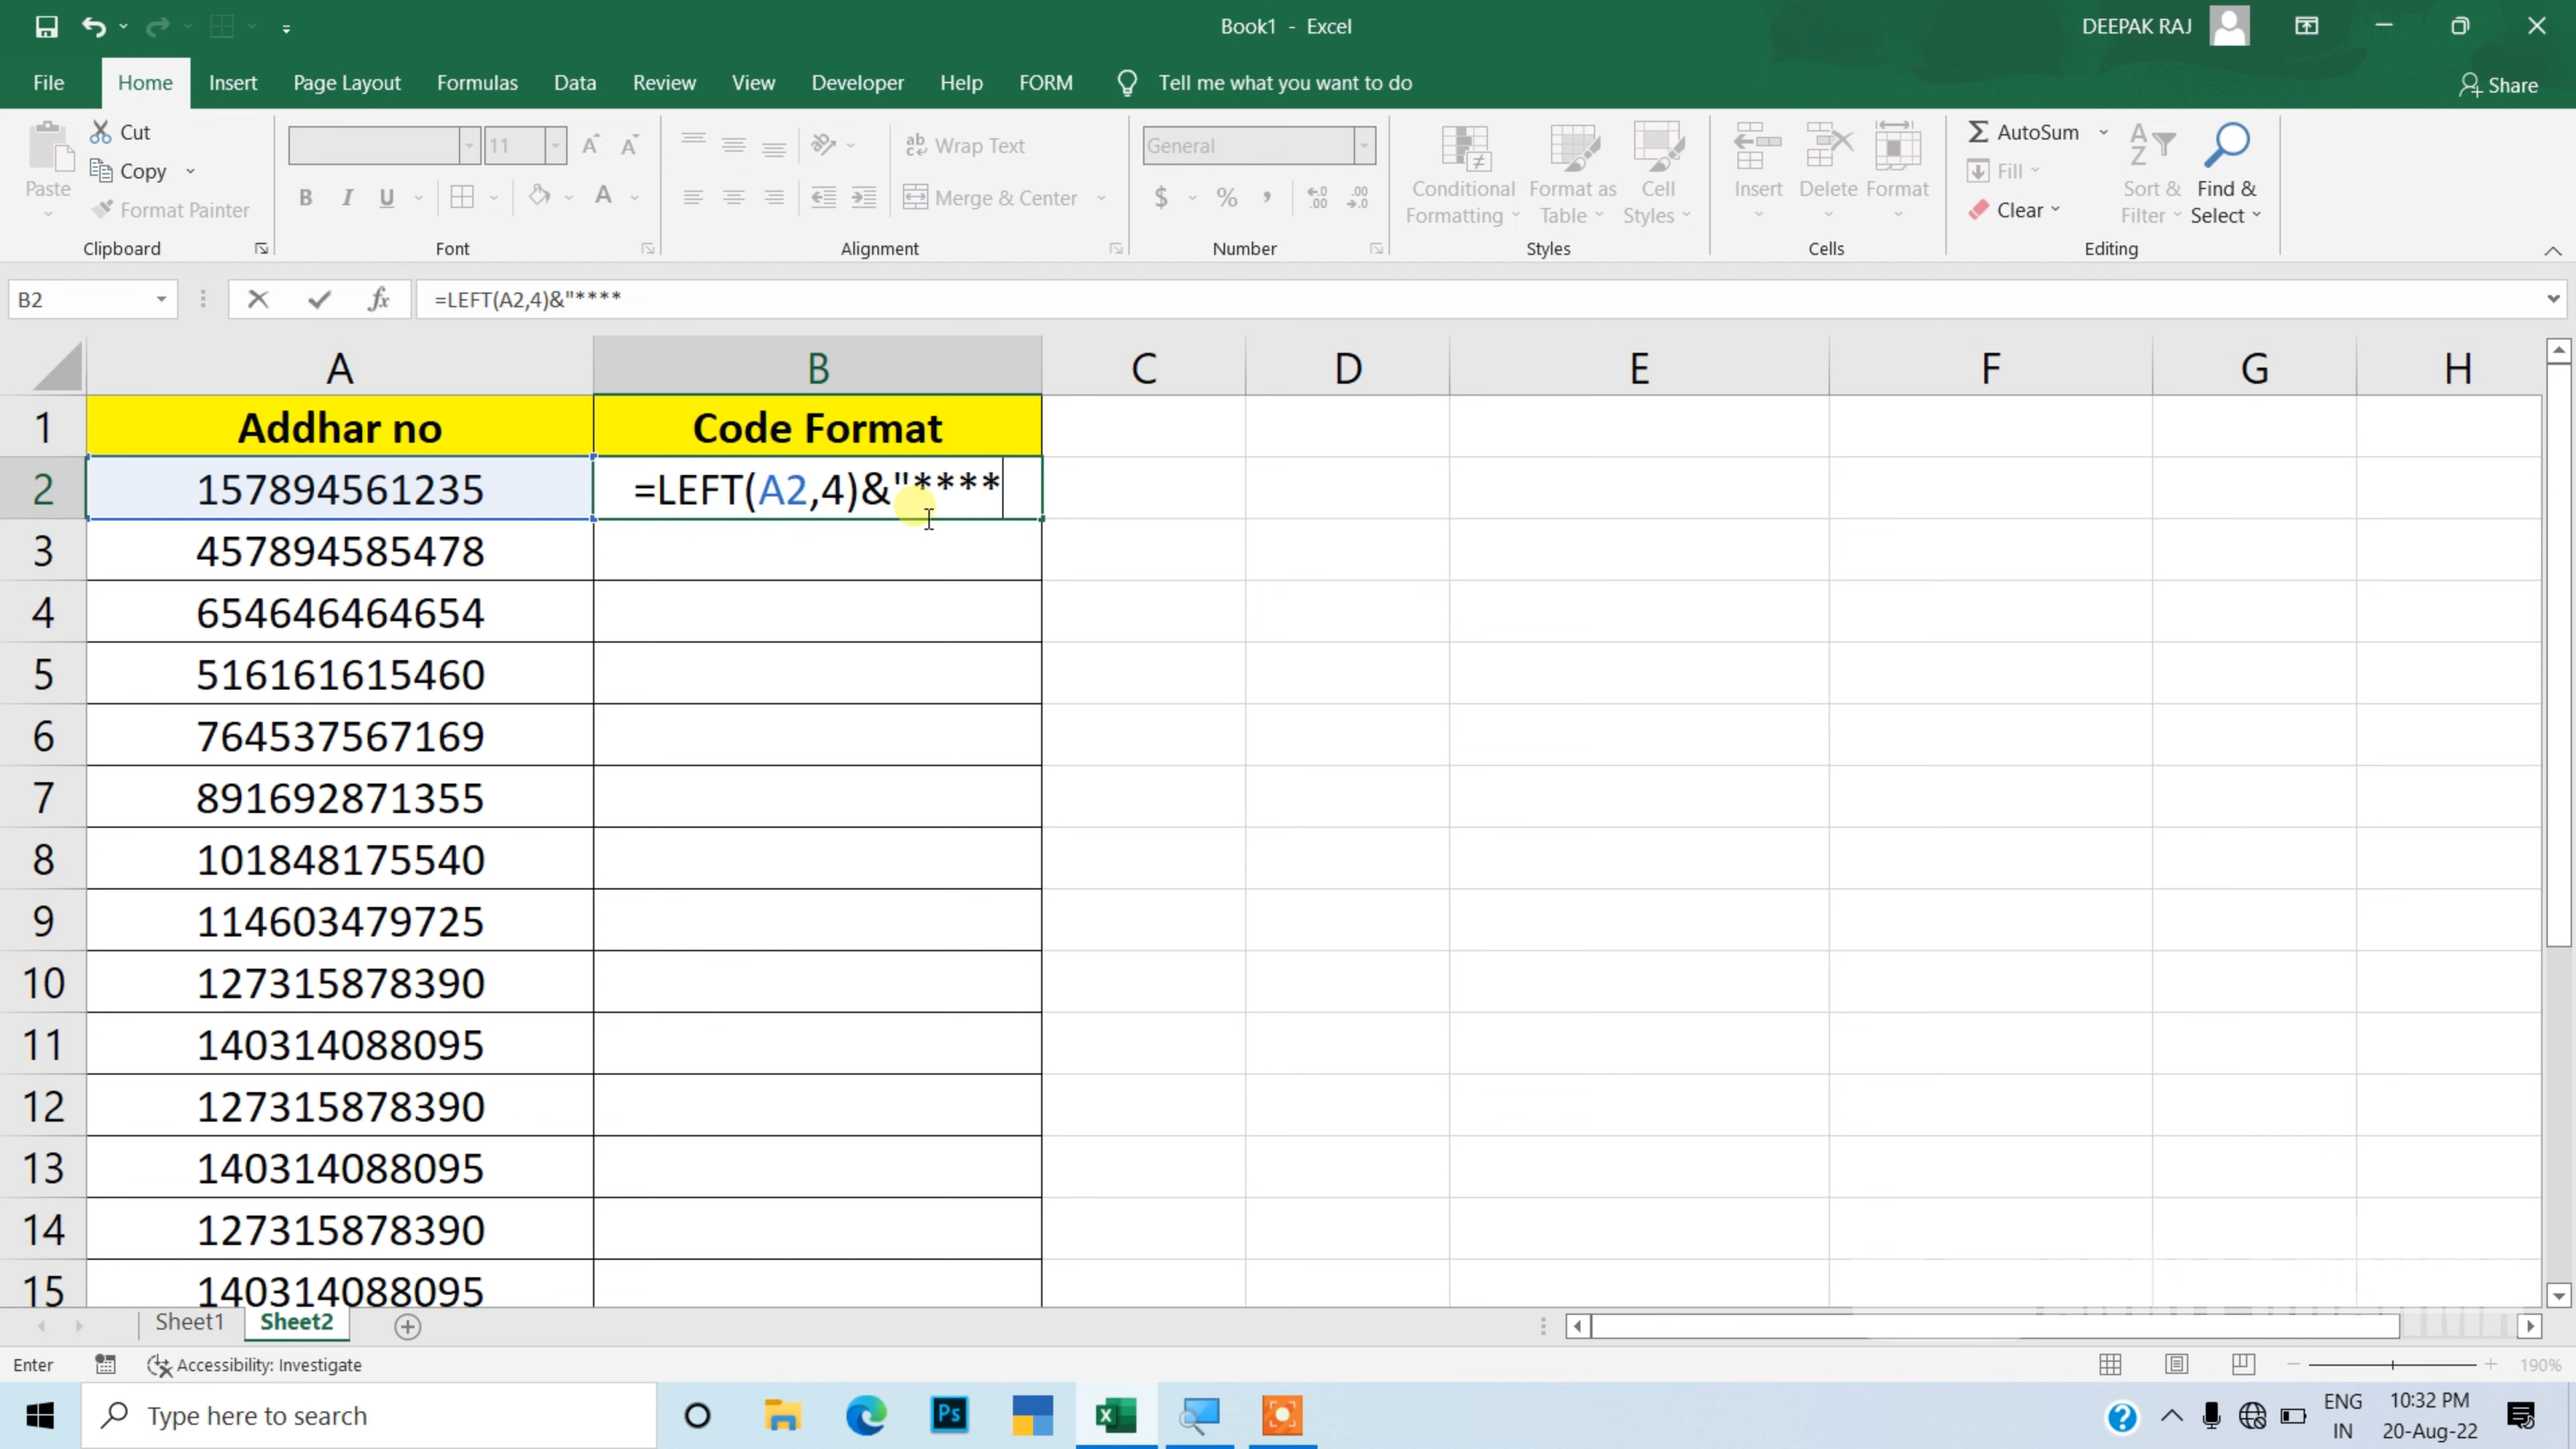 Book1 - Excel
DEEPAK RAJ
File Home Insert Page Layout Formulas Data Review View Developer Help FORM Tell me what you want to do Share
Paste
Cut
Copy
Format Painter
Clipboard
11
B I U
Font
Wrap Text
Merge & Center
Alignment
General
$ % ,
Number
Conditional Formatting
Format as Table
Cell Styles
Styles
Insert Delete Format
Cells
AutoSum
Fill
Clear
Sort & Filter
Find & Select
Editing
B2 fx =LEFT(A2,4)&"****
A B C D E F G H
1 Addhar no Code Format
2 157894561235 =LEFT(A2,4)&"****
3 457894585478
4 654646464654
5 516161615460
6 764537567169
7 891692871355
8 101848175540
9 114603479725
10 127315878390
11 140314088095
12 127315878390
13 140314088095
14 127315878390
15 140314088095
Sheet1 Sheet2
Enter Accessibility: Investigate 190%
Type here to search
Ps
ENG
IN
10:32 PM
20-Aug-22